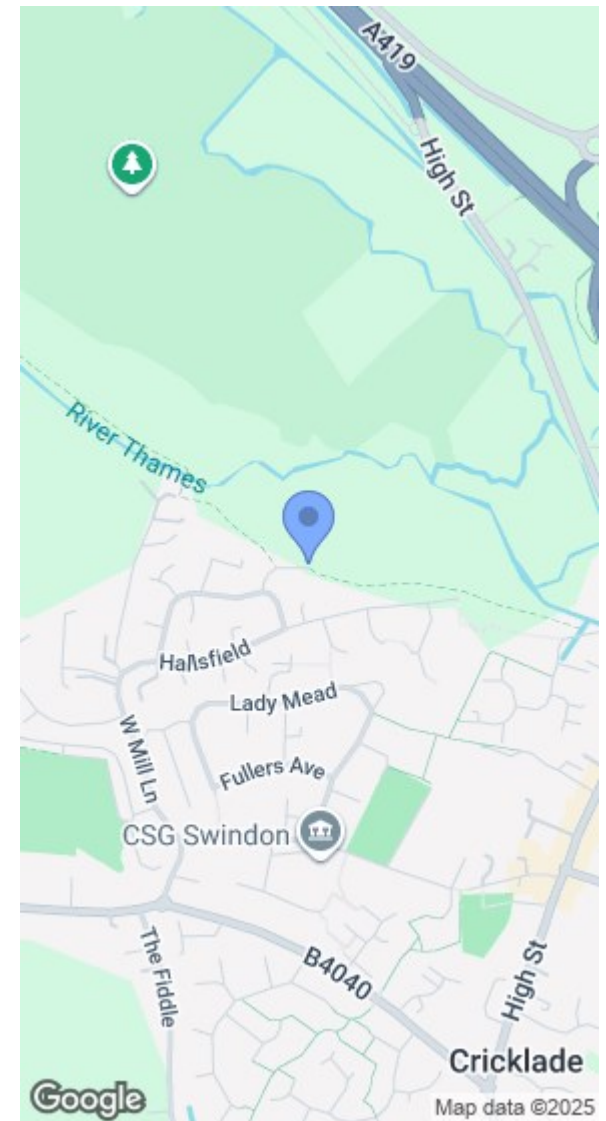 A419
High St
River Thames
Hallsfield
Lady Mead
W Mill Ln
Fullers Ave
CSG Swindon
The Fiddle
B4040
High St
Cricklade
Google
Map data ©2025